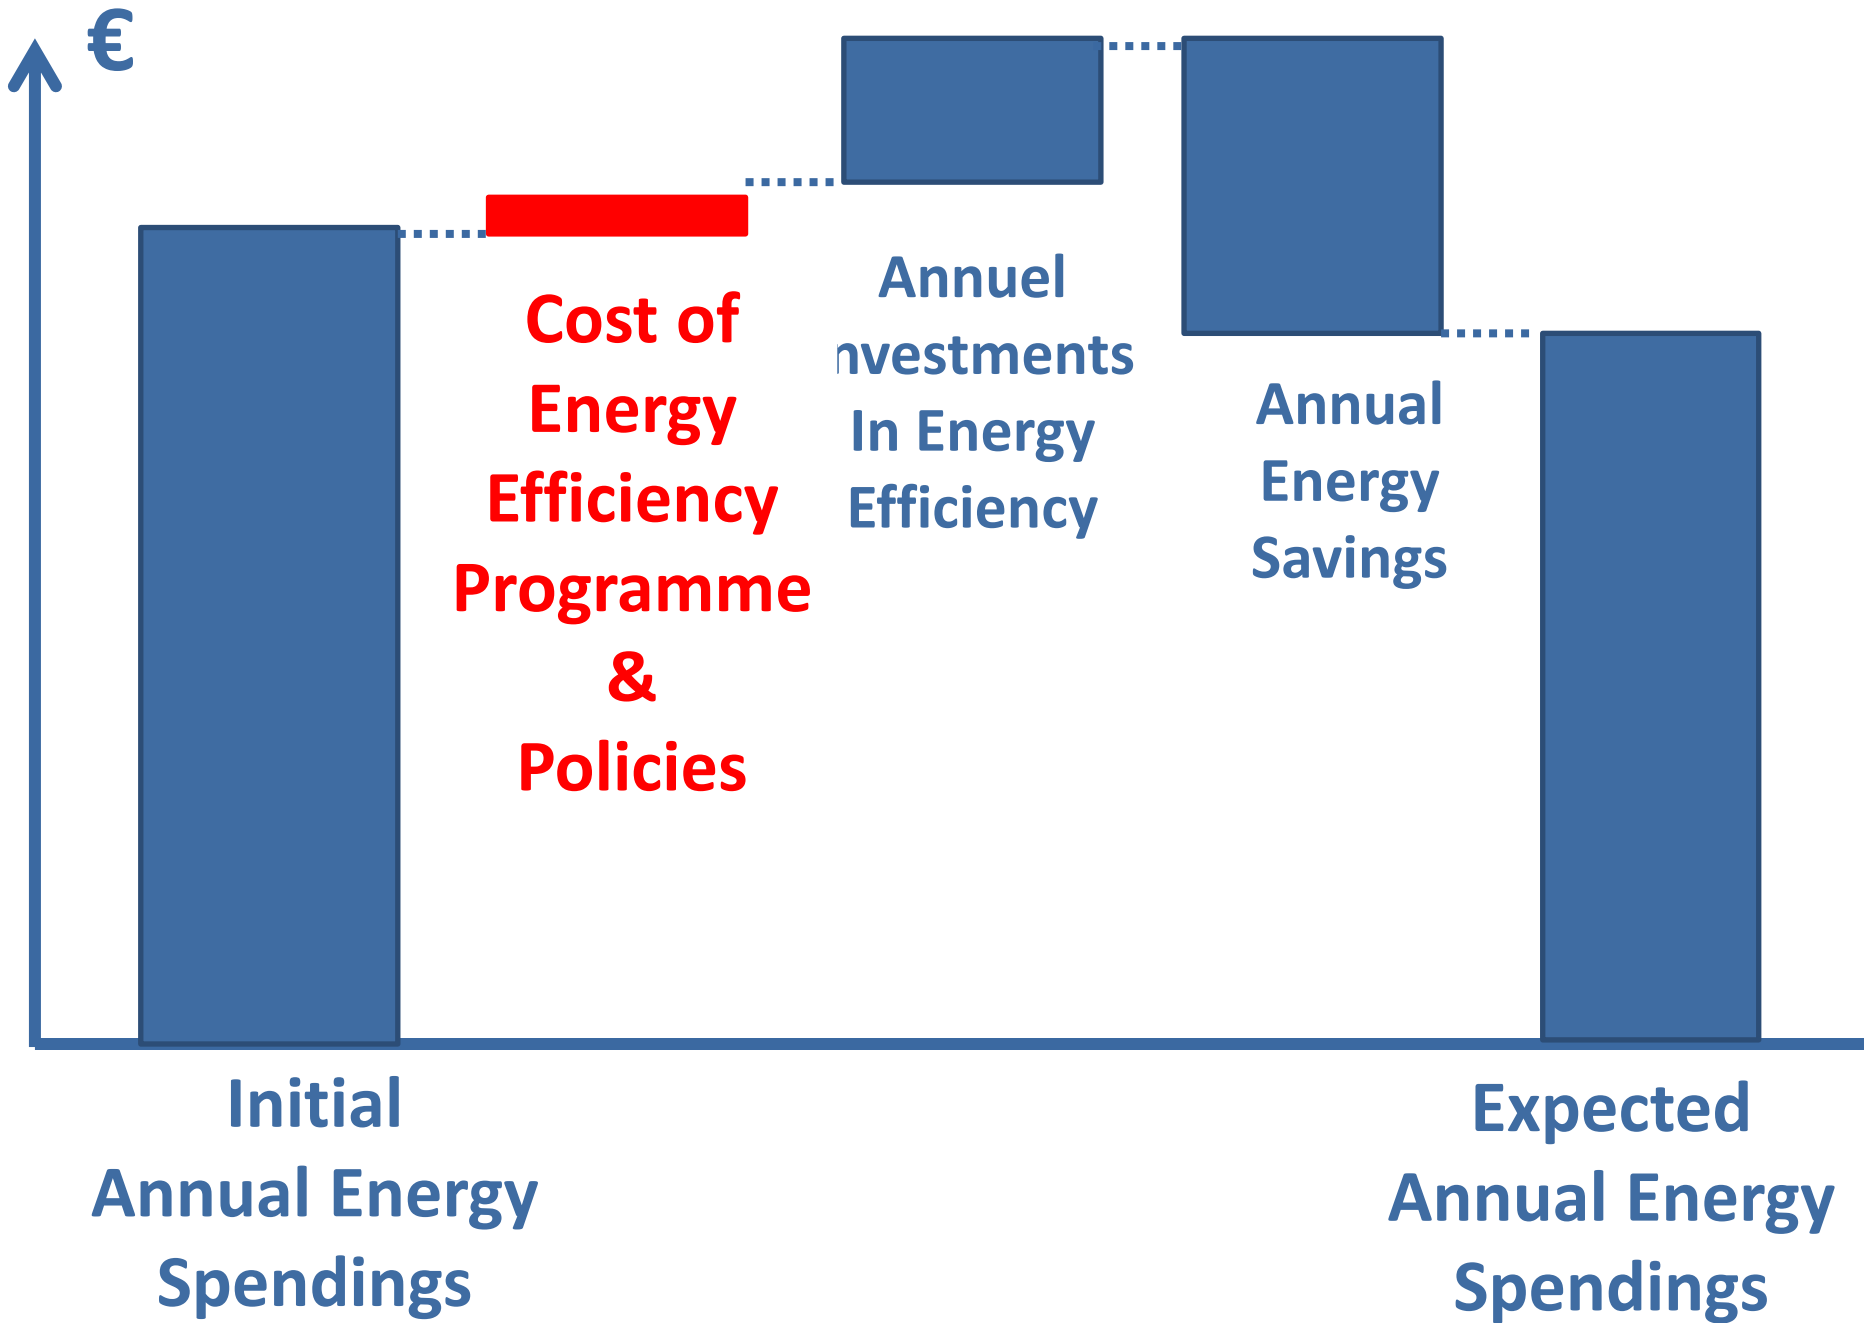 €
Cost of
Energy
Efficiency
Programme
&
Policies
Annuel
nvestments
In Energy
Efficiency
Annual
Energy
Savings
Initial
Annual Energy
Spendings
Expected
Annual Energy
Spendings